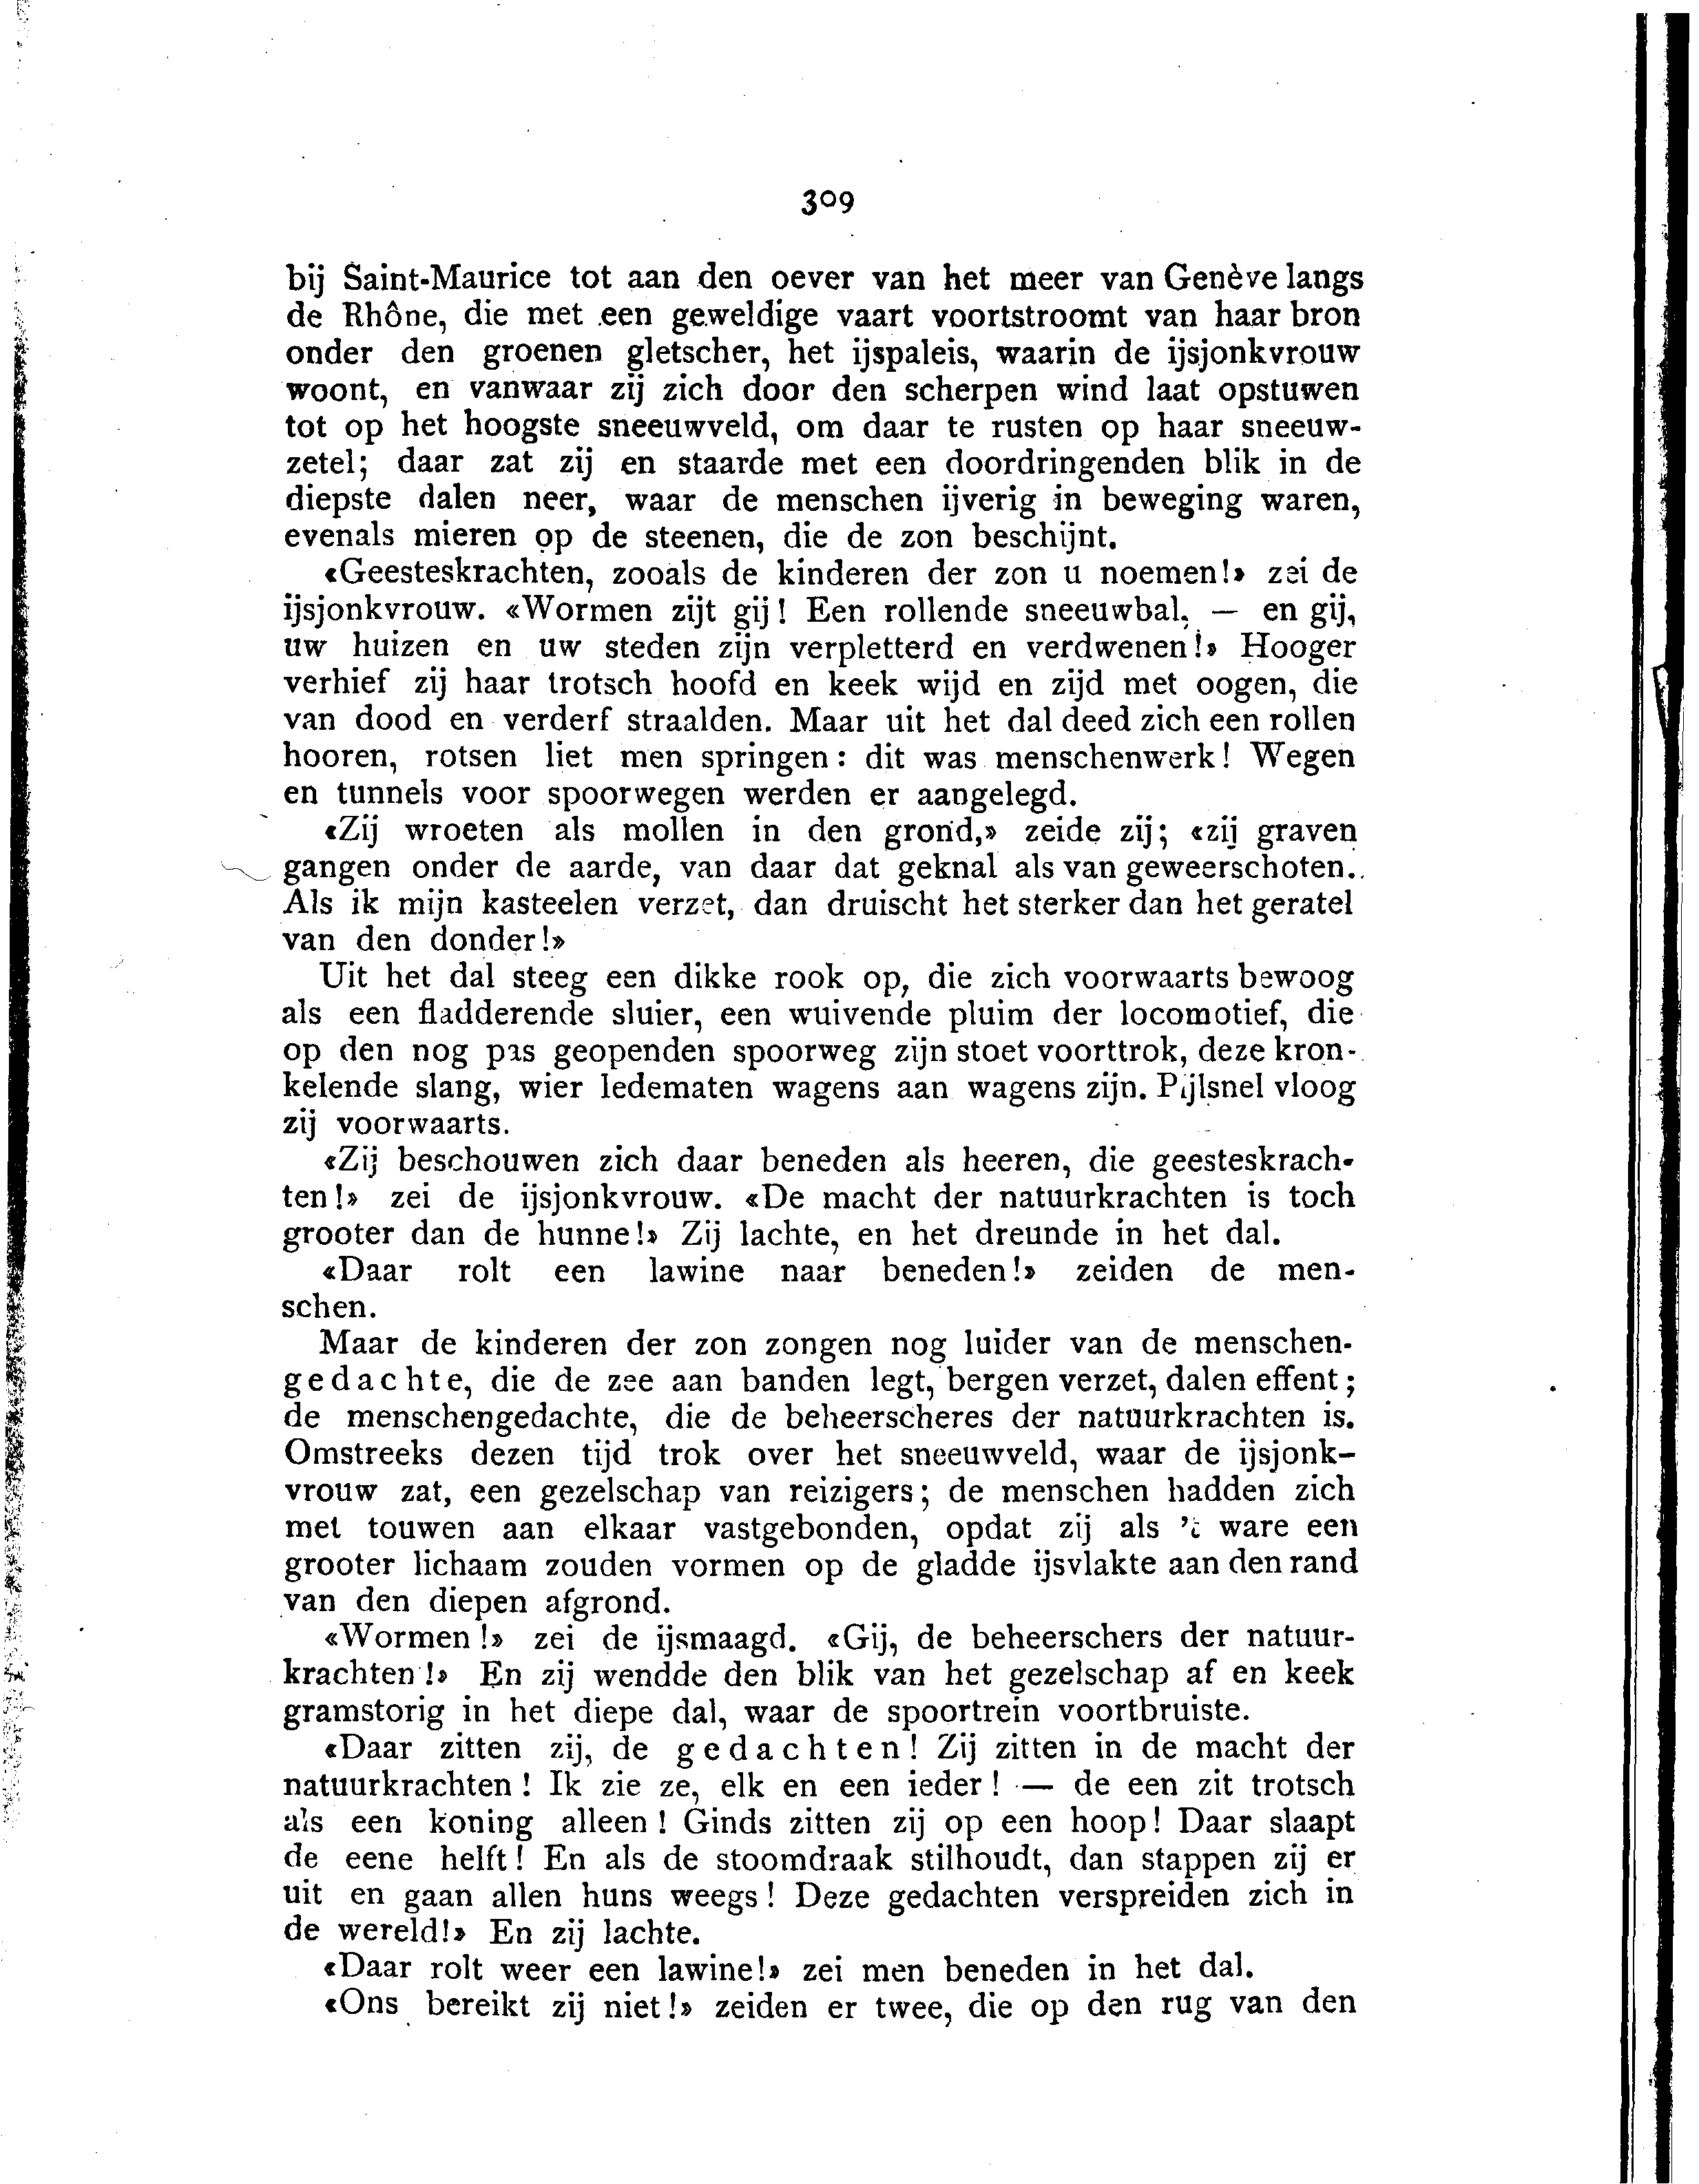 309
bij Saint-Maurice tot aan den oever van het meer van Genève langs
de Rhône, die met een geweldige vaart voortstroomt van haar bron
onder den groenen gletscher, het ijspaleis, waarin de ijsjonkvrouw
woont, en vanwaar zij zich door den scherpen wind laat opstuwen
tot op het hoogste sneeuwveld, om daar te rusten op haar sneeuw-
zetel; daar zat zij en staarde met een doordringenden blik in de
diepste dalen neer, waar de menschen ijverig in beweging waren,
evenals mieren op de steenen, die de zon beschijnt.
«Geesteskrachten, zooals de kinderen der zon u noemen!» zei de
ijsjonkvrouw. «Wormen zijt gij! Een rollende sneeuwbal, — en gij,
uw huizen en uw steden zijn verpletterd en verdwenen!» Hooger
verhief zij haar trotsch hoofd en keek wijd en zijd met oogen, die
van dood en verderf straalden. Maar uit het dal deed zich een rollen
hooren, rotsen liet men springen: dit was menschenwerk! Wegen
en tunnels voor spoorwegen werden er aangelegd.
«Zij wroeten als mollen in den grond,» zeide zij; «zij graven
gangen onder de aarde, van daar dat geknal als van geweerschoten.
Als ik mijn kasteelen verzet, dan druischt het sterker dan het geratel
van den donder!»
Uit het dal steeg een dikke rook op, die zich voorwaarts bewoog
als een fladderende sluier, een wuivende pluim der locomotief, die
op den nog pas geopenden spoorweg zijn stoet voorttrok, deze kron-
kelende slang, wier ledematen wagens aan wagens zijn. Pijlsnel vloog
zij voorwaarts.
«Zij beschouwen zich daar beneden als heeren, die geesteskrach-
ten!» zei de ijsjonkvrouw. «De macht der natuurkrachten is toch
grooter dan de hunne!» Zij lachte, en het dreunde in het dal.
«Daar rolt een lawine naar beneden!» zeiden de men-
schen.
Maar de kinderen der zon zongen nog luider van de menschen-
gedachte, die de zee aan banden legt, bergen verzet, dalen effent;
de menschengedachte, die de beheerscheres der natuurkrachten is.
Omstreeks dezen tijd trok over het sneeuwveld, waar de ijsjonk-
vrouw zat, een gezelschap van reizigers; de menschen hadden zich
met touwen aan elkaar vastgebonden, opdat zij als 't ware een
grooter lichaam zouden vormen op de gladde ijsvlakte aan den rand
van den diepen afgrond.
«Wormen!» zei de ijsmaagd. «Gij, de beheerschers der natuur-
krachten!» En zij wendde den blik van het gezelschap af en keek
gramstorig in het diepe dal, waar de spoortrein voortbruiste.
«Daar zitten zij, de gedachten! Zij zitten in de macht der
natuurkrachten! Ik zie ze, elk en een ieder! — de een zit trotsch
als een koning alleen! Ginds zitten zij op een hoop! Daar slaapt
de eene helft! En als de stoomdraak stilhoudt, dan stappen zij er
uit en gaan allen huns weegs! Deze gedachten verspreiden zich in
de wereld!» En zij lachte.
«Daar rolt weer een lawine!» zei men beneden in het dal.
«Ons bereikt zij niet!» zeiden er twee, die op den rug van den